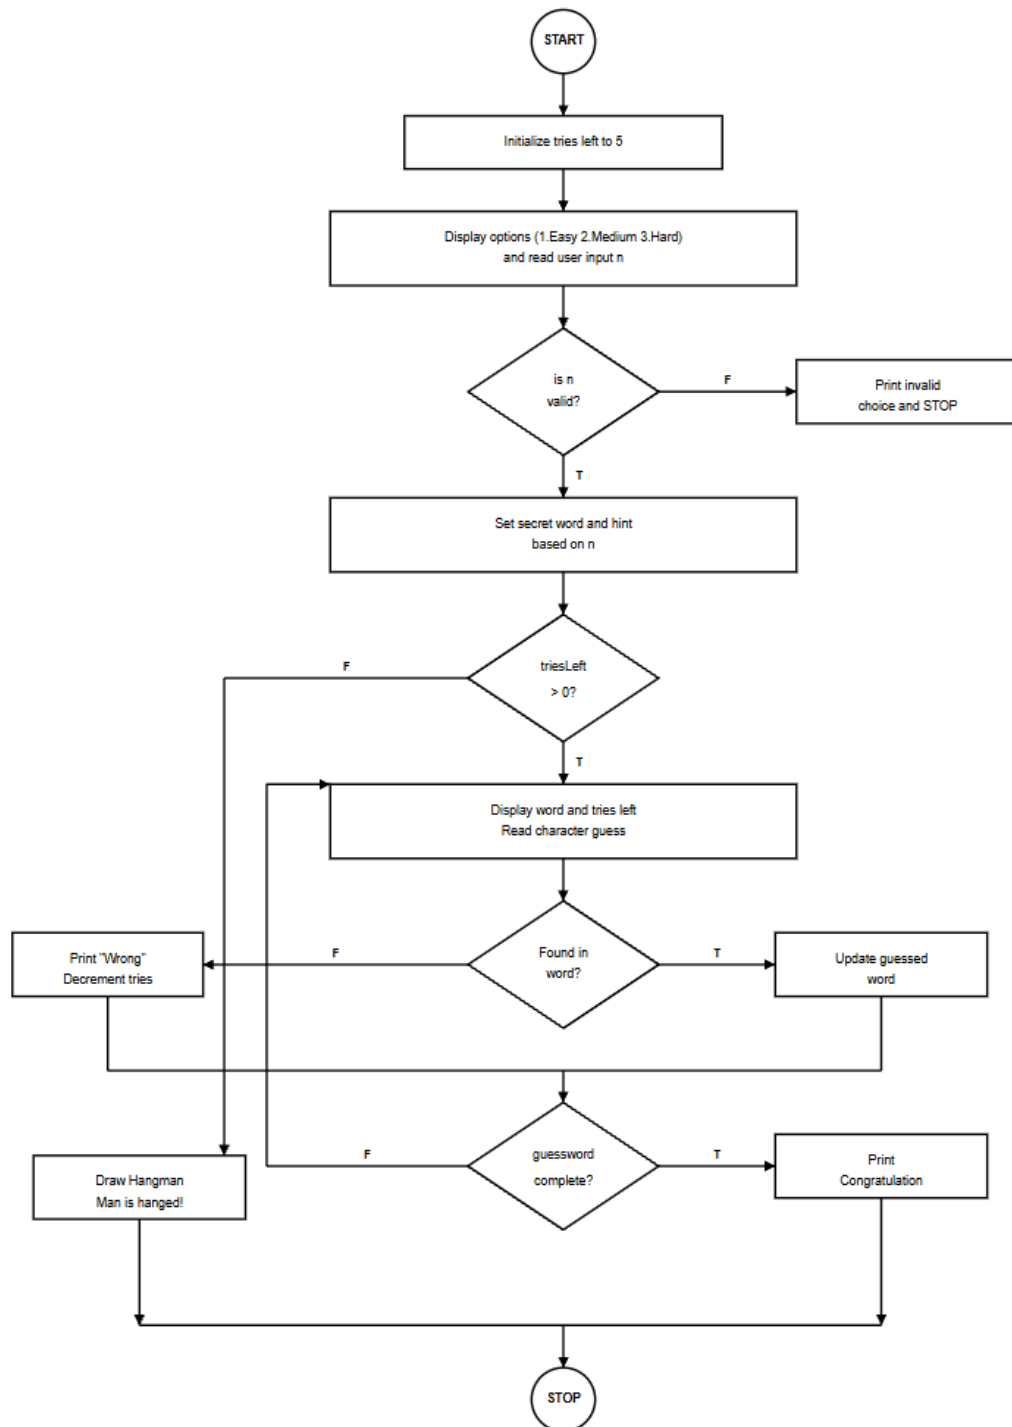 START
Initialize tries left to 5
Display options (1.Easy 2.Medium 3.Hard)
and read user input n
is n
valid?
F
Print invalid
choice and STOP
T
Set secret word and hint
based on n
triesLeft
> 0?
F
T
Display word and tries left
Read character guess
Found in
word?
F
T
Print "Wrong"
Decrement tries
Update guessed
word
guessword
complete?
F
T
Print
Congratulation
Draw Hangman
Man is hanged!
STOP